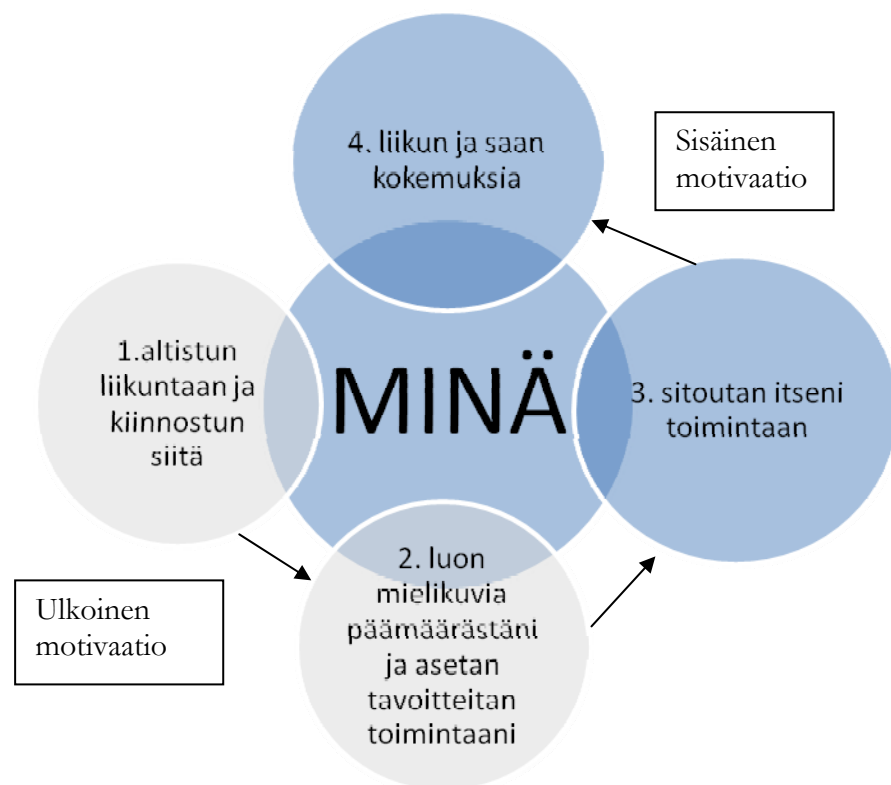 4. liikun ja saan
kokemuksia
Sisäinen
motivaatio
1.altistun
liikuntaan ja
kiinnostun
siitä
MINÄ
3. sitoutan itseni
toimintaan
2. luon
mielikuvia
päämäärästäni
ja asetan
tavoitteitan
toimintaani
Ulkoinen
motivaatio